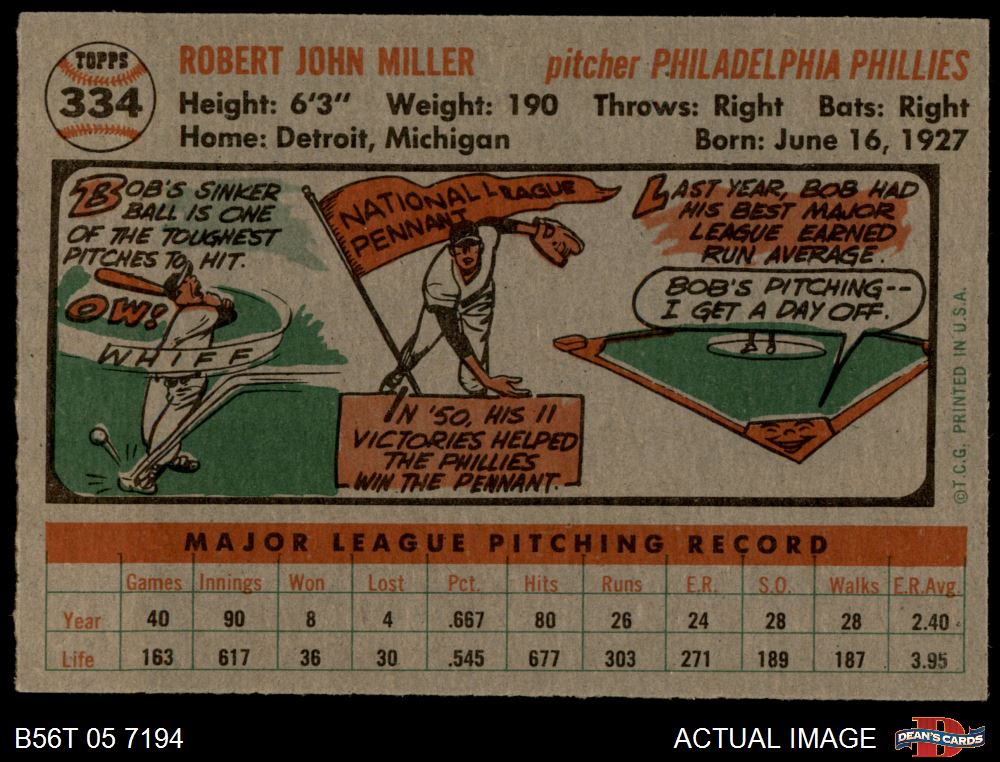 TOPPS
334
ROBERT JOHN MILLER pitcher PHILADELPHIA PHILLIES
Height: 6'3" Weight: 190 Throws: Right Bats: Right
Home: Detroit, Michigan Born: June 16, 1927
BOB'S SINKER
BALL IS ONE
OF THE TOUGHEST
PITCHES TO HIT.
OW!
WHIFF
NATIONAL LEAGUE
PENNANT
IN '50, HIS 11
VICTORIES HELPED
THE PHILLIES
WIN THE PENNANT.
LAST YEAR, BOB HAD
HIS BEST MAJOR
LEAGUE EARNED
RUN AVERAGE.
BOB'S PITCHING--
I GET A DAY OFF.
©T.C.G. PRINTED IN U.S.A.
MAJOR LEAGUE PITCHING RECORD
Games Innings Won Lost Pct. Hits Runs E.R. S.O. Walks E.R.Avg.
Year 40 90 8 4 .667 80 26 24 28 28 2.40
Life 163 617 36 30 .545 677 303 271 189 187 3.95
B56T 05 7194 ACTUAL IMAGE DEAN'S CARDS